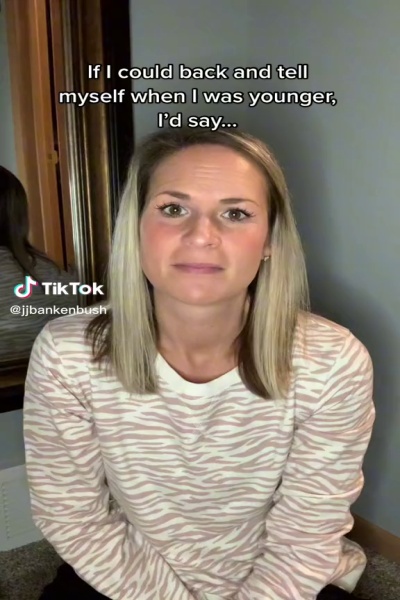 If I could back and tell
myself when I was younger,
I'd say...
TikTok
@jjbankenbush